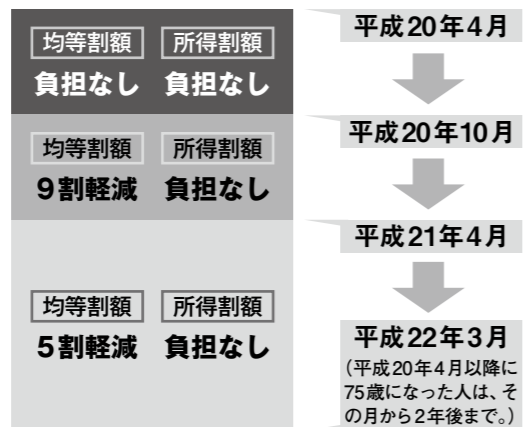 均等割額 所得割額
負担なし 負担なし
平成20年4月
均等割額 所得割額
9割軽減 負担なし
平成20年10月
平成21年4月
均等割額 所得割額
5割軽減 負担なし
平成22年3月
(平成20年4月以降に
75歳になった人は、そ
の月から2年後まで。)